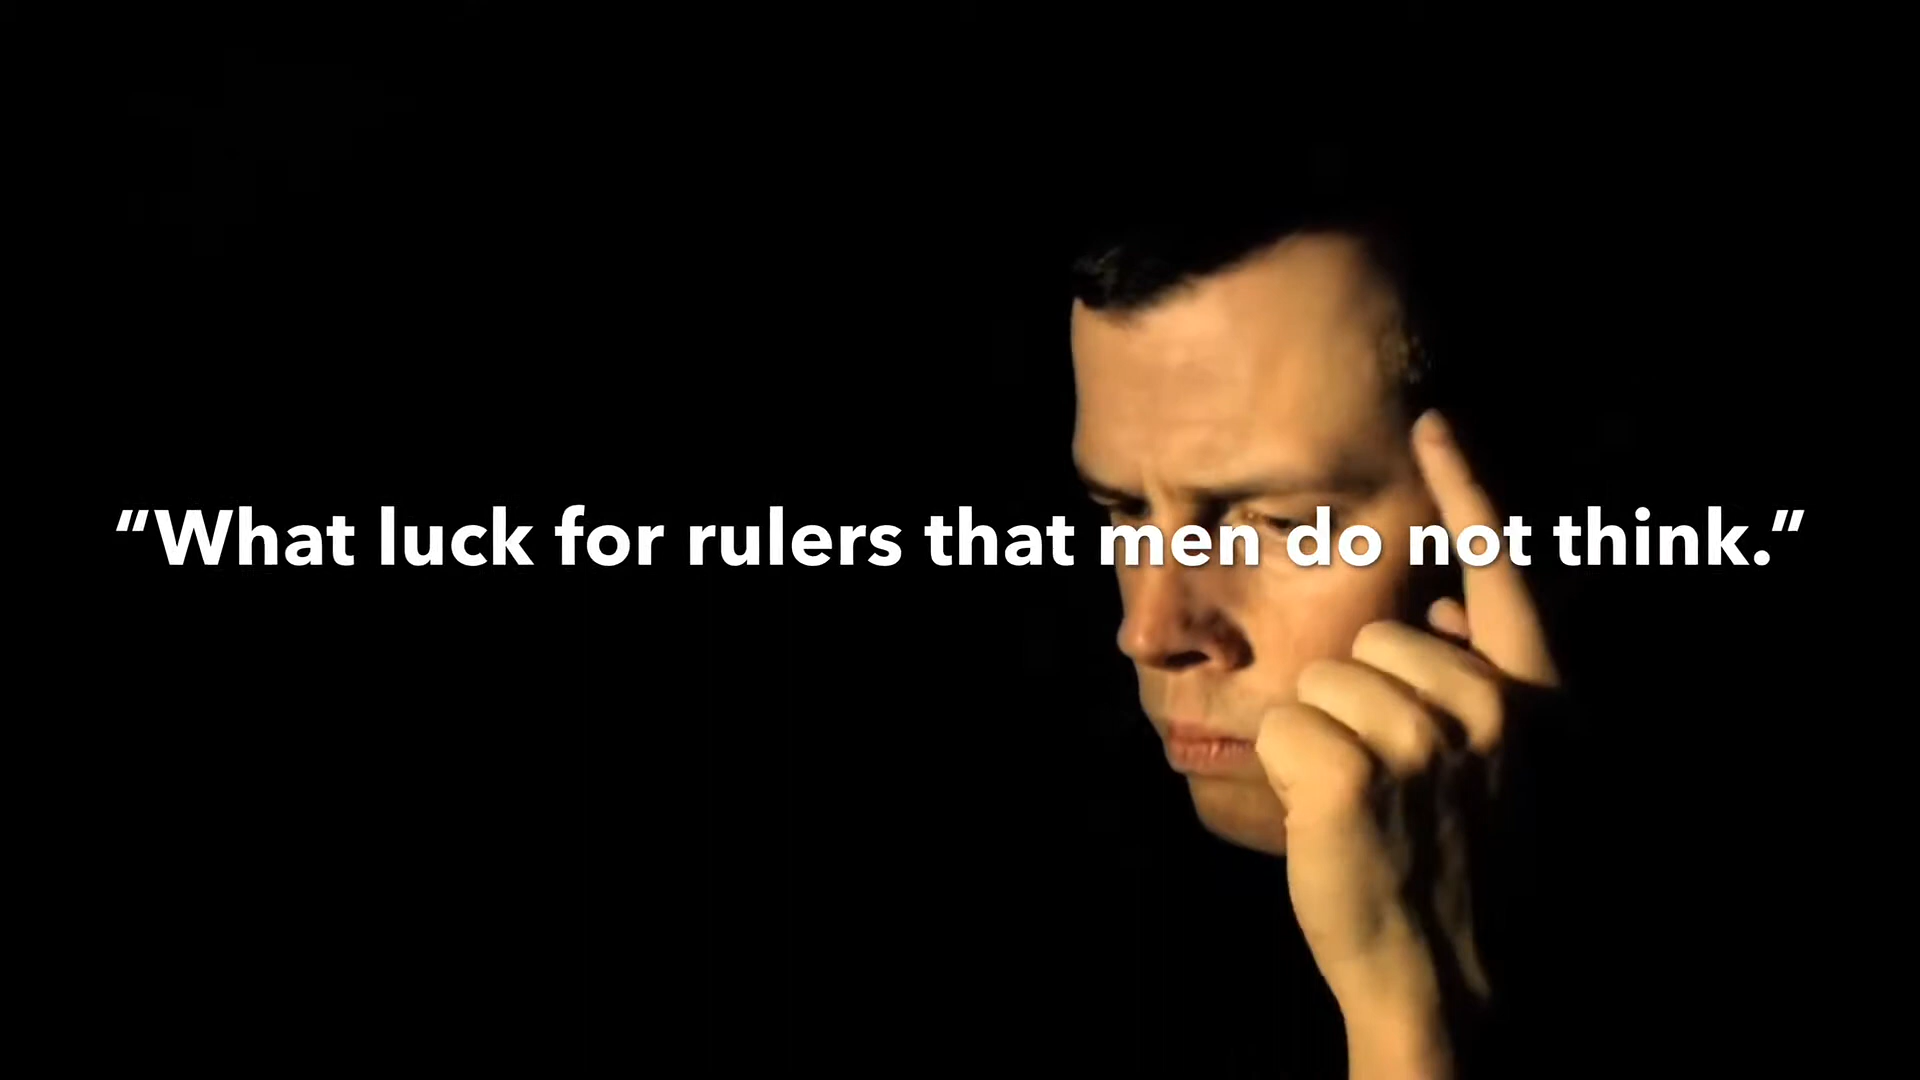 “What luck for rulers that men do not think.”